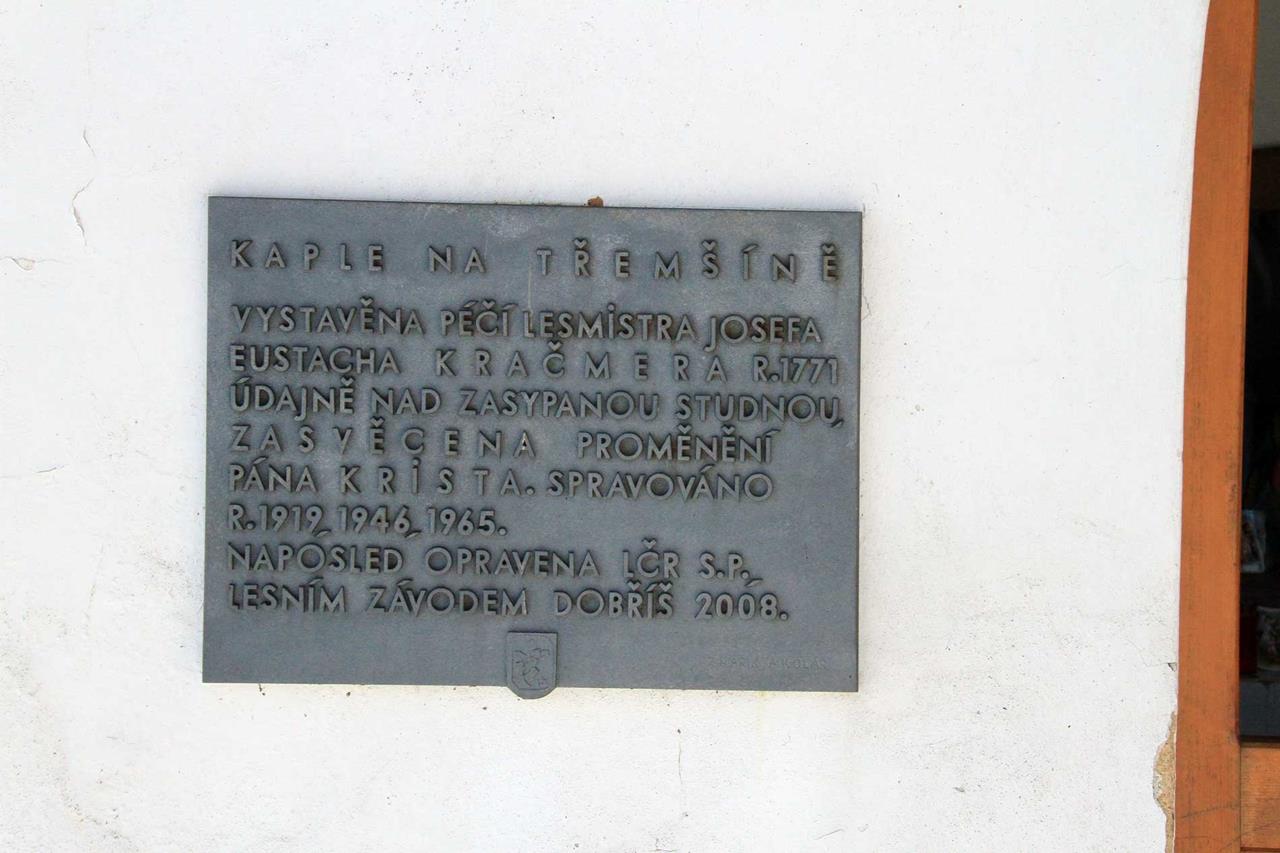 KAPLE NA TŘEMŠÍNĚ
VYSTAVĚNA PÉČÍ LESMISTRA JOSEFA
EUSTACHA KRAČMERA R.1771
ÚDAJNĚ NAD ZASYPANOU STUDNOU,
ZASVĚCENA PROMĚNĚNÍ
PÁNA KRISTA. SPRAVOVÁNO
R.1919, 1946, 1965.
NAPOSLED OPRAVENA LČR S.P.,
LESNÍM ZÁVODEM DOBŘÍŠ 2008.